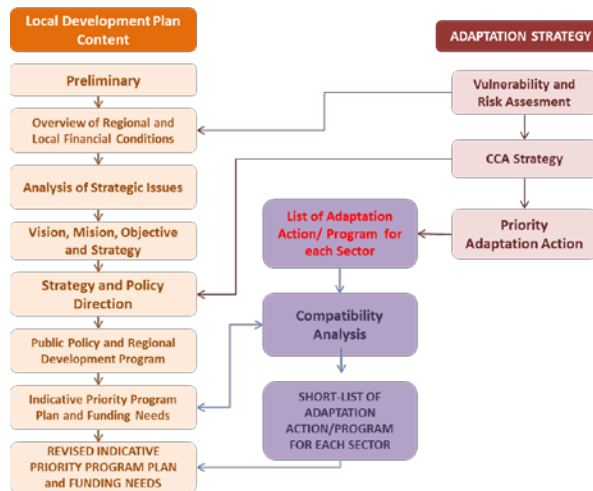 Local Development Plan
Content
Preliminary
Overview of Regional and
Local Financial Conditions
Analysis of Strategic Issues
Vision, Mision, Objective
and Strategy
Strategy and Policy
Direction
Public Policy and Regional
Development Program
Indicative Priority Program
Plan and Funding Needs
REVISED INDICATIVE
PRIORITY PROGRAM PLAN
and FUNDING NEEDS
List of Adaptation
Action/ Program for
each Sector
Compatibility
Analysis
SHORT-LIST OF
ADAPTATION
ACTION/PROGRAM
FOR EACH SECTOR
ADAPTATION STRATEGY
Vulnerability and
Risk Assesment
CCA Strategy
Priority
Adaptation Action